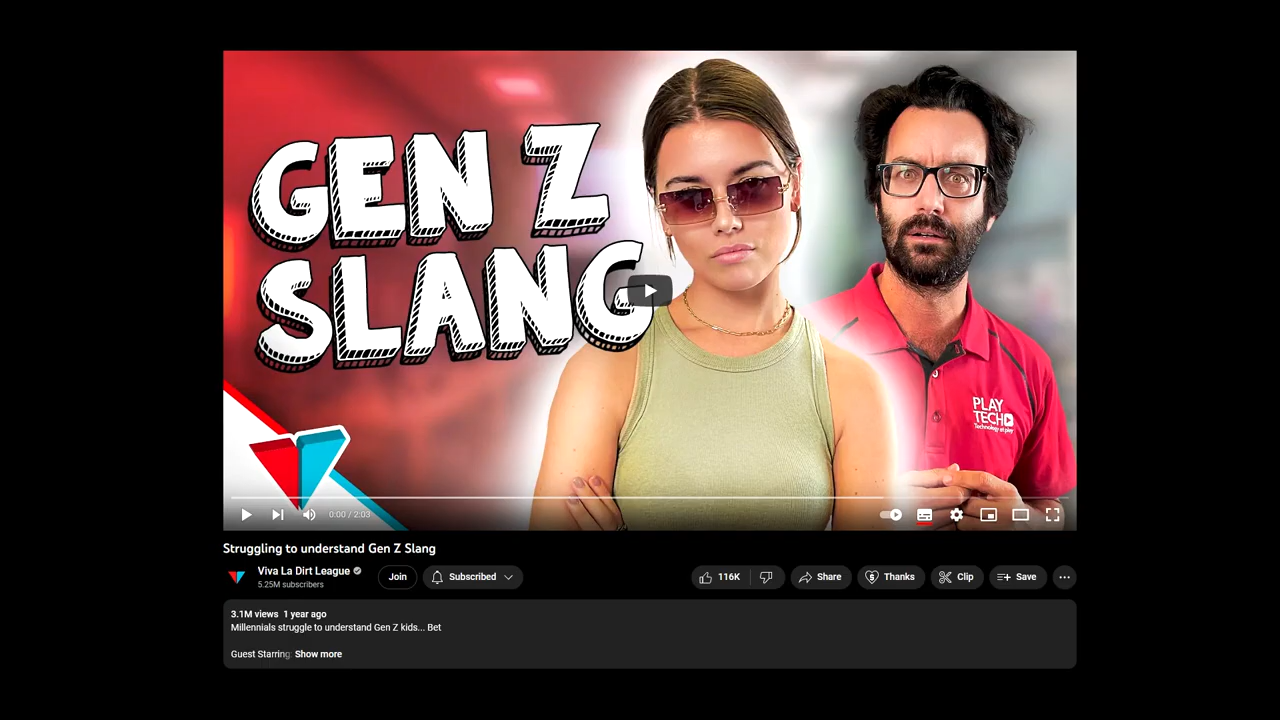 GEN Z
SLANG
PLAY
TECH
Technology at play
0:00 / 2:03
Struggling to understand Gen Z Slang
Viva La Dirt League
5.25M subscribers
Join
Subscribed
116K
Share
Thanks
Clip
Save
3.1M views 1 year ago
Millennials struggle to understand Gen Z kids... Bet
Guest Starring: Show more